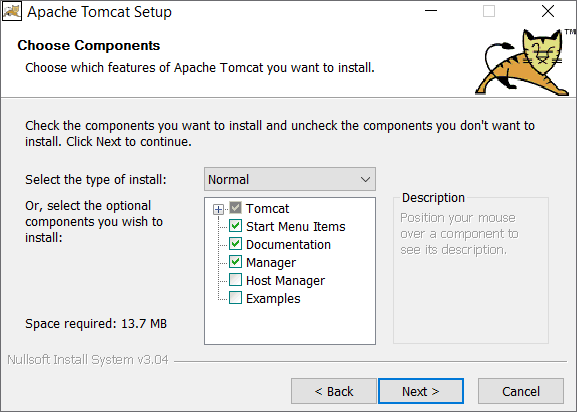 Apache Tomcat Setup
Choose Components
Choose which features of Apache Tomcat you want to install.
TM
Check the components you want to install and uncheck the components you don't want to
install. Click Next to continue.
Select the type of install:
Normal
Or, select the optional
components you wish to
install:
Tomcat
Start Menu Items
Documentation
Manager
Host Manager
Examples
Description
Position your mouse
over a component to
see its description.
Space required: 13.7 MB
Nullsoft Install System v3.04
< Back
Next >
Cancel